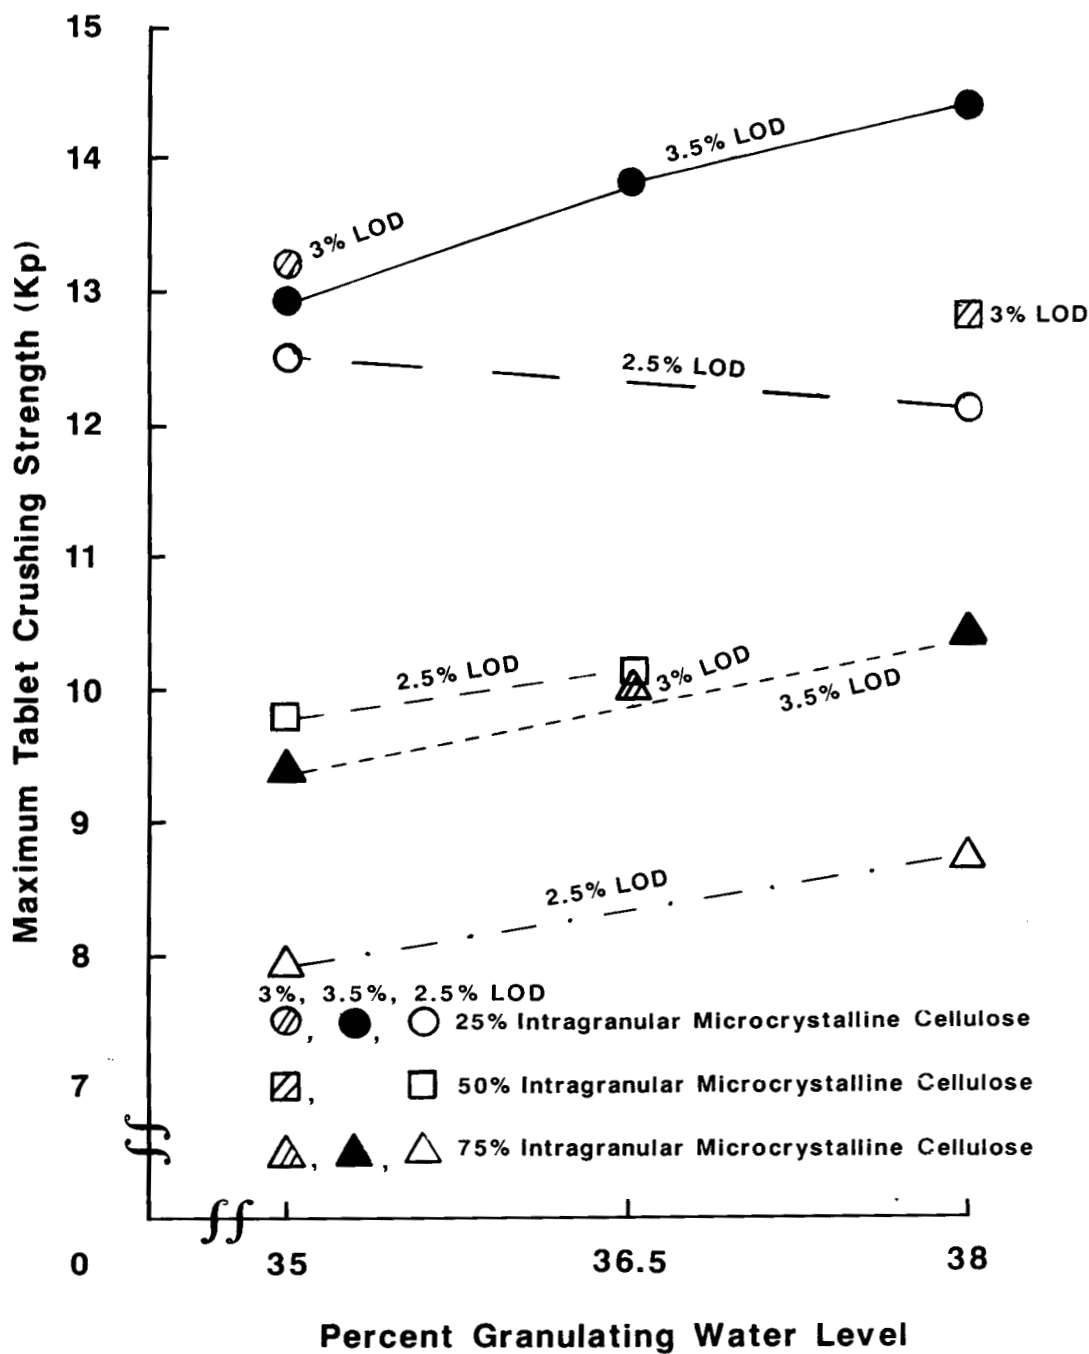 15
14
13
12
11
10
9
8
7
0
Maximum Tablet Crushing Strength (Kp)
3.5% LOD
3% LOD
3% LOD
2.5% LOD
2.5% LOD
3% LOD
3.5% LOD
2.5% LOD
3%, 3.5%, 2.5% LOD
, , 25% Intragranular Microcrystalline Cellulose
, 50% Intragranular Microcrystalline Cellulose
, , 75% Intragranular Microcrystalline Cellulose
35 36.5 38
Percent Granulating Water Level